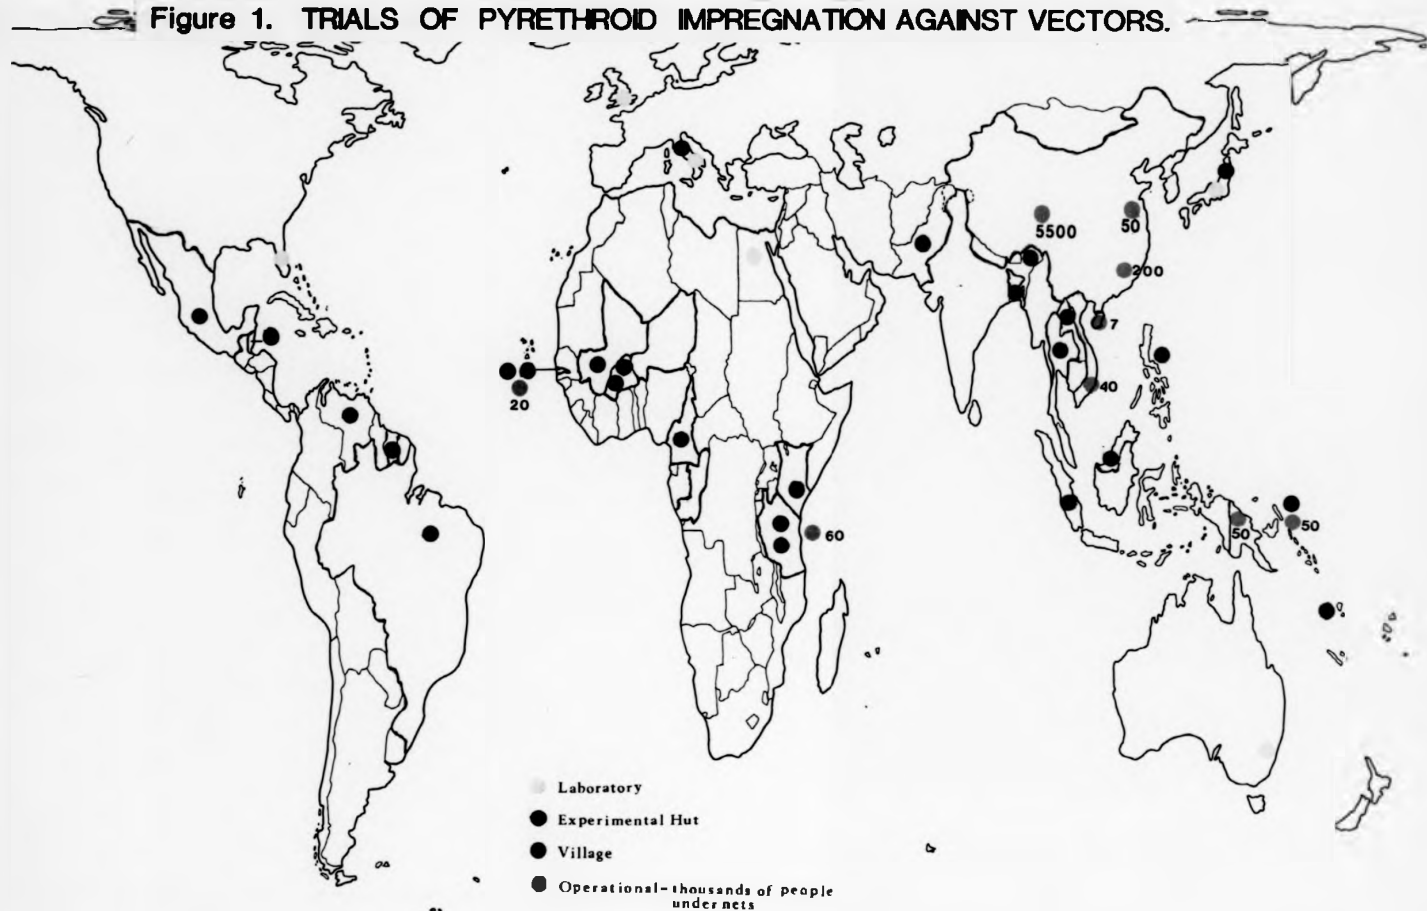 Figure 1. TRIALS OF PYRETHROID IMPREGNATION AGAINST VECTORS.
5500
50
200
7
40
20
60
50
50
Laboratory
Experimental Hut
Village
Operational-thousands of people
under nets